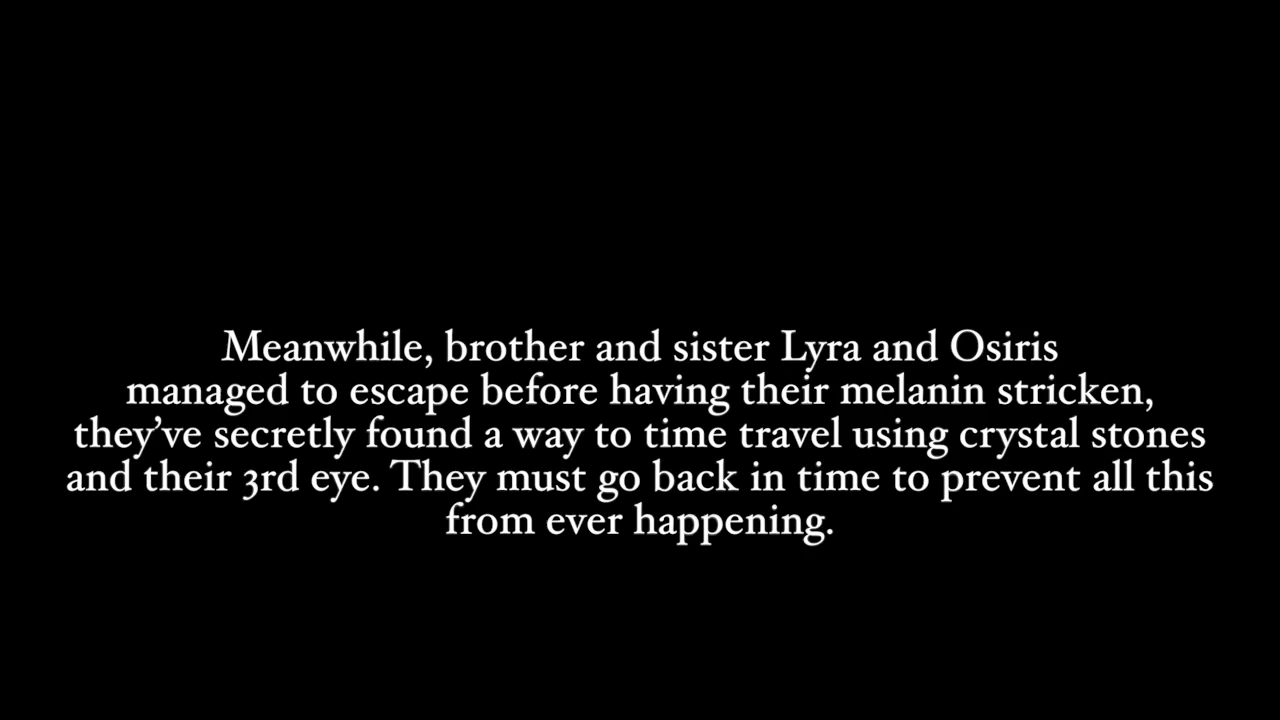 Meanwhile, brother and sister Lyra and Osiris
managed to escape before having their melanin stricken,
they’ve secretly found a way to time travel using crystal stones
and their 3rd eye. They must go back in time to prevent all this
from ever happening.